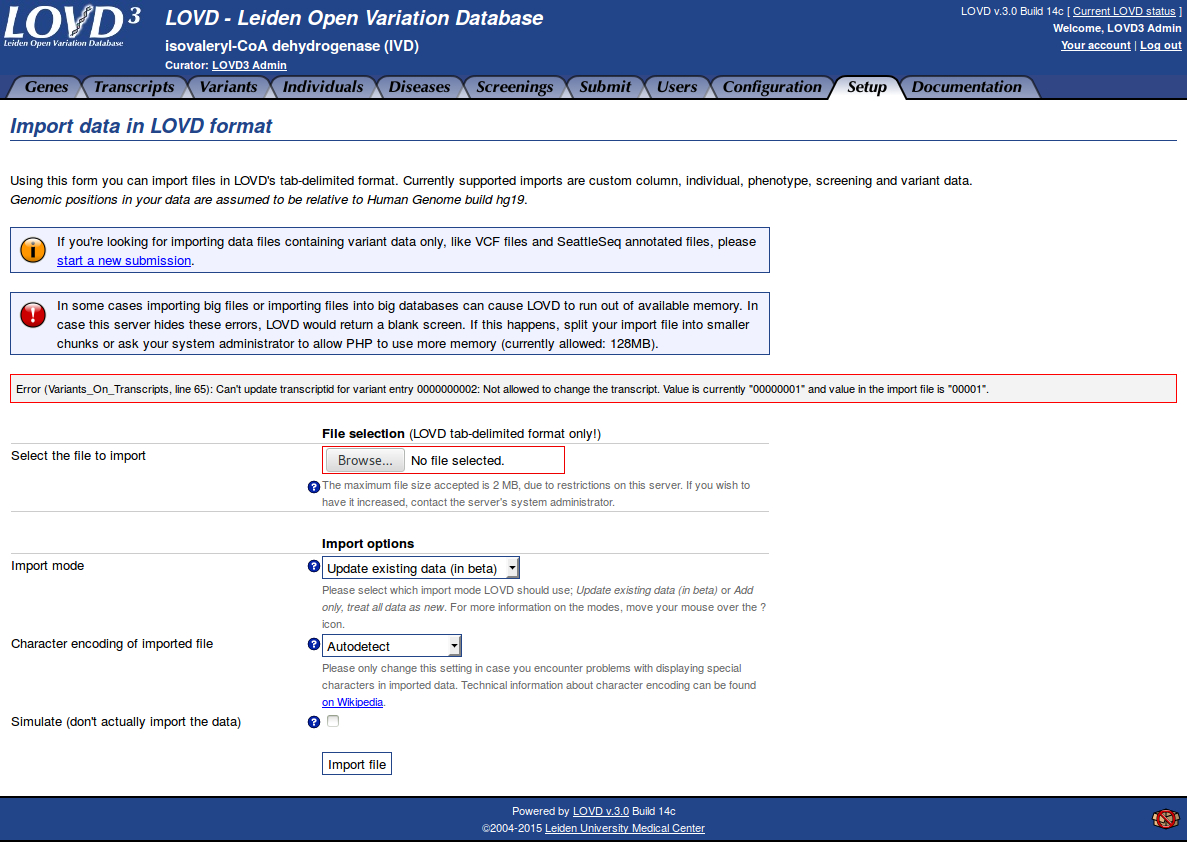 LOVD 3
Leiden Open Variation Database
LOVD - Leiden Open Variation Database
isovaleryl-CoA dehydrogenase (IVD)
Curator: LOVD3 Admin
LOVD v.3.0 Build 14c [ Current LOVD status ]
Welcome, LOVD3 Admin
Your account | Log out
Genes Transcripts Variants Individuals Diseases Screenings Submit Users Configuration Setup Documentation
Import data in LOVD format
Using this form you can import files in LOVD's tab-delimited format. Currently supported imports are custom column, individual, phenotype, screening and variant data.
Genomic positions in your data are assumed to be relative to Human Genome build hg19.
If you're looking for importing data files containing variant data only, like VCF files and SeattleSeq annotated files, please
start a new submission.
In some cases importing big files or importing files into big databases can cause LOVD to run out of available memory. In
case this server hides these errors, LOVD would return a blank screen. If this happens, split your import file into smaller
chunks or ask your system administrator to allow PHP to use more memory (currently allowed: 128MB).
Error (Variants_On_Transcripts, line 65): Can't update transcriptid for variant entry 0000000002: Not allowed to change the transcript. Value is currently "00000001" and value in the import file is "00001".
File selection (LOVD tab-delimited format only!)
Select the file to import
Browse... No file selected.
? The maximum file size accepted is 2 MB, due to restrictions on this server. If you wish to
have it increased, contact the server's system administrator.
Import options
Import mode ? Update existing data (in beta)
Please select which import mode LOVD should use; Update existing data (in beta) or Add
only, treat all data as new. For more information on the modes, move your mouse over the ?
icon.
Character encoding of imported file ? Autodetect
Please only change this setting in case you encounter problems with displaying special
characters in imported data. Technical information about character encoding can be found
on Wikipedia.
Simulate (don't actually import the data) ?
Import file
Powered by LOVD v.3.0 Build 14c
©2004-2015 Leiden University Medical Center